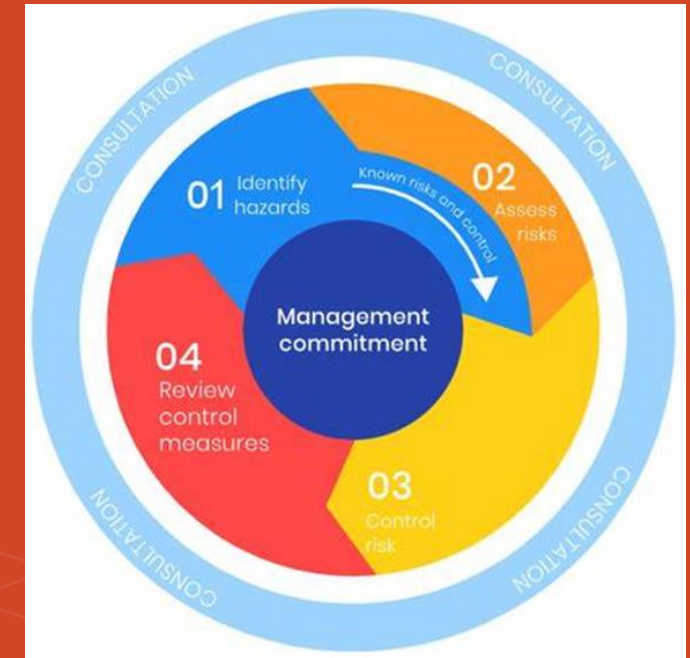 CONSULTATION
CONSULTATION
01 Identify
hazards
Known risks and control
02
Assess
risks
Management
commitment
04
Review
control
measures
03
Control
risk
CONSULTATION
CONSULTATION